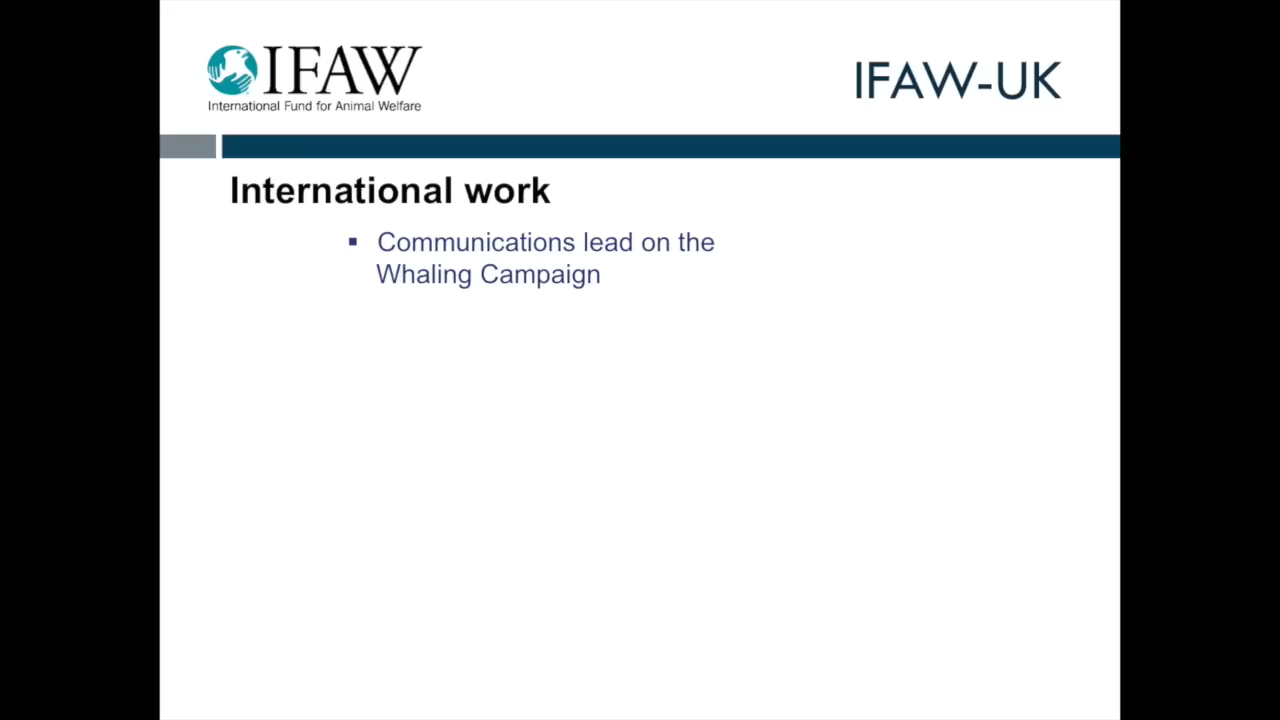 IFAW
International Fund for Animal Welfare
IFAW-UK
International work
▪ Communications lead on the
Whaling Campaign